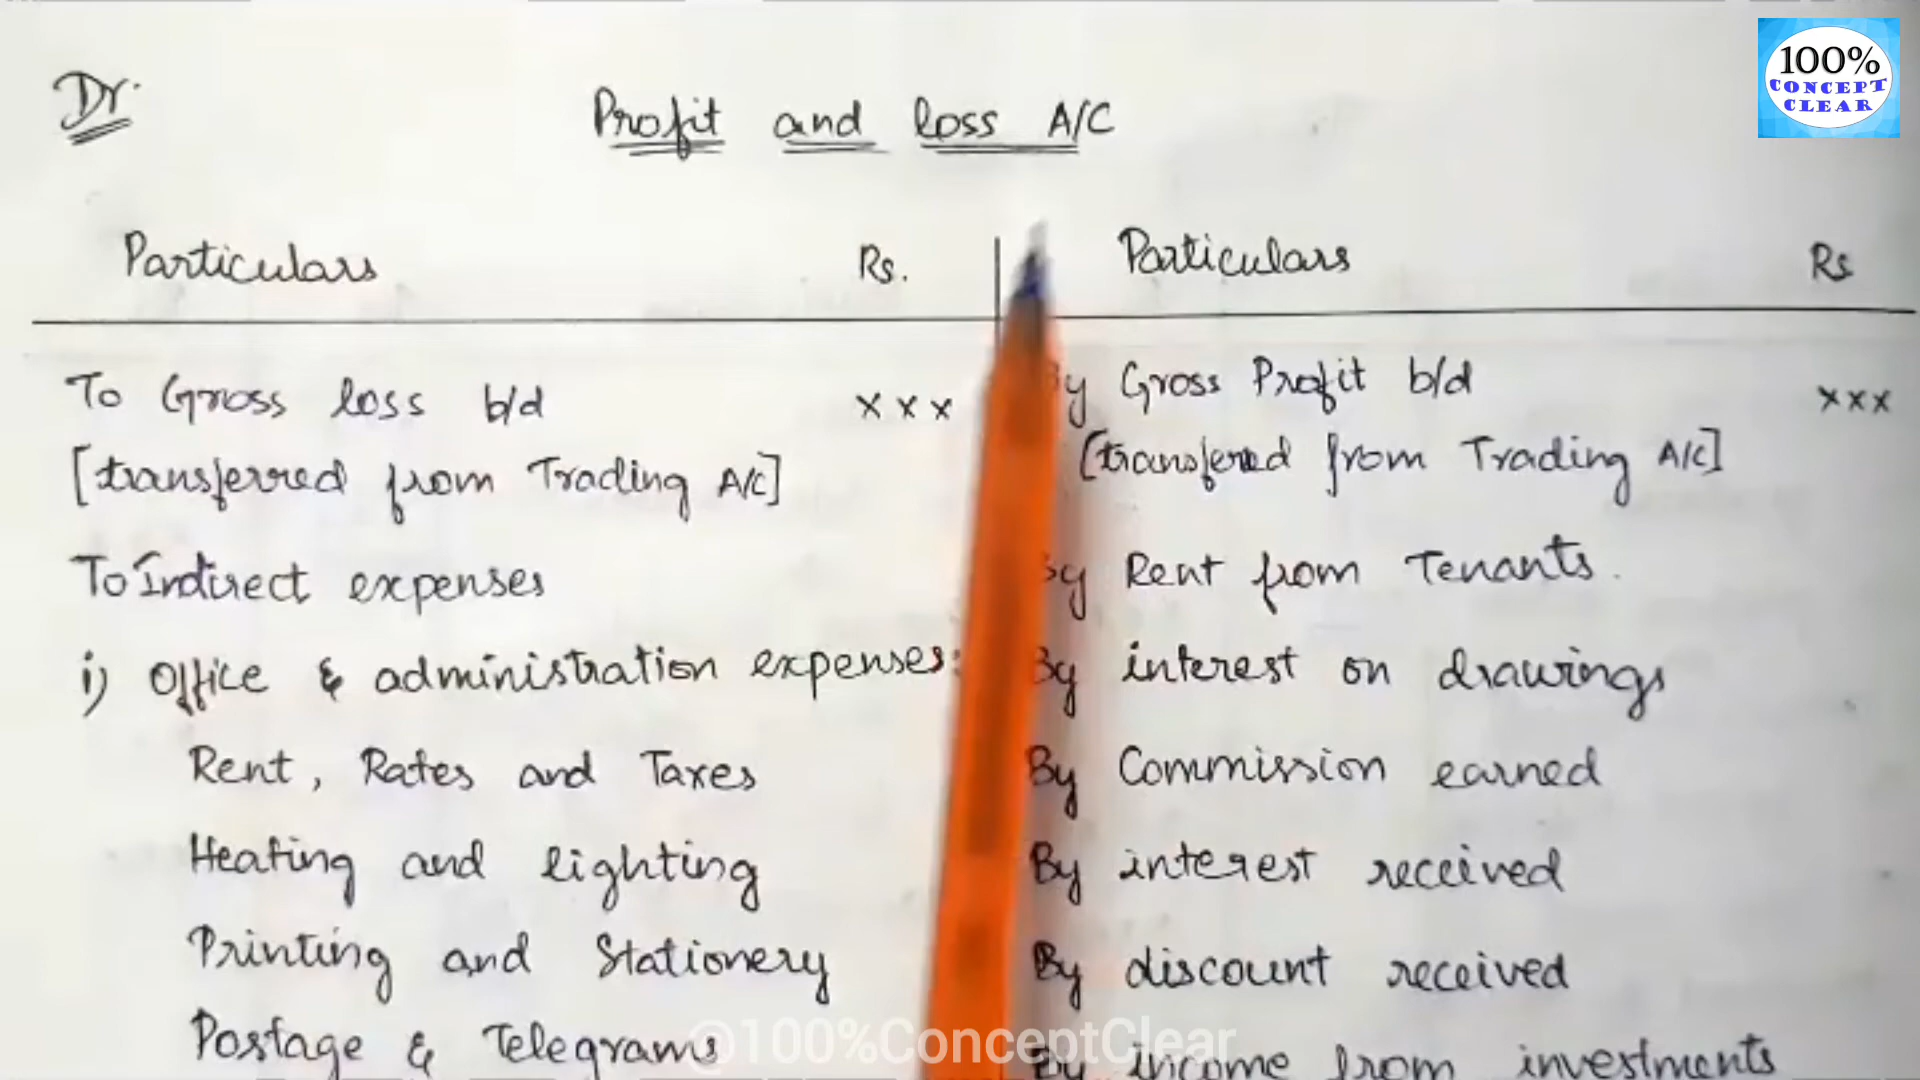 100%
CONCEPT
CLEAR
Dr.
Profit and loss A/C
Particulars Rs. Particulars Rs
To Gross loss b/d x x x
[transferred from Trading A/C]
To Indirect expenses
i) Office & administration expenses:
Rent, Rates and Taxes
Heating and lighting
Printing and Stationery
Postage & Telegrams
By Gross Profit b/d xxx
[transferred from Trading A/C]
By Rent from Tenants.
By interest on drawings
By Commission earned
By interest received
By discount received
By income from investments
@100%ConceptClear